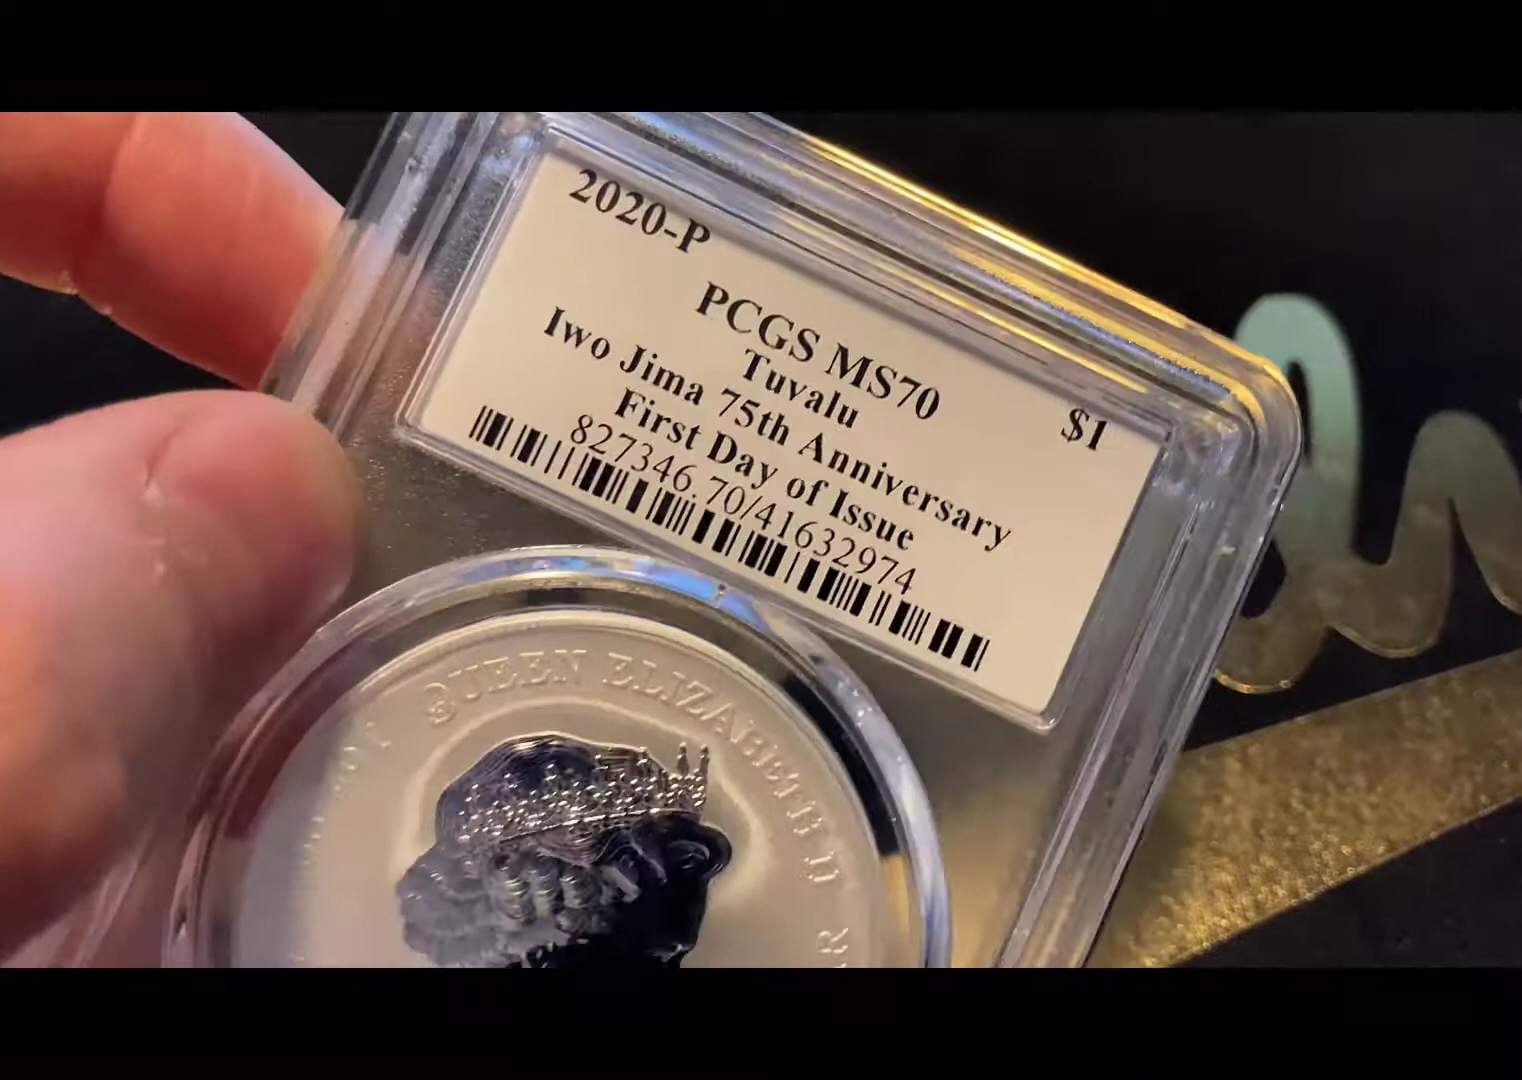 2020-P
$1
PCGS MS70
Tuvalu
Iwo Jima 75th Anniversary
First Day of Issue
827346.70/41632974
QUEEN ELIZABETH II